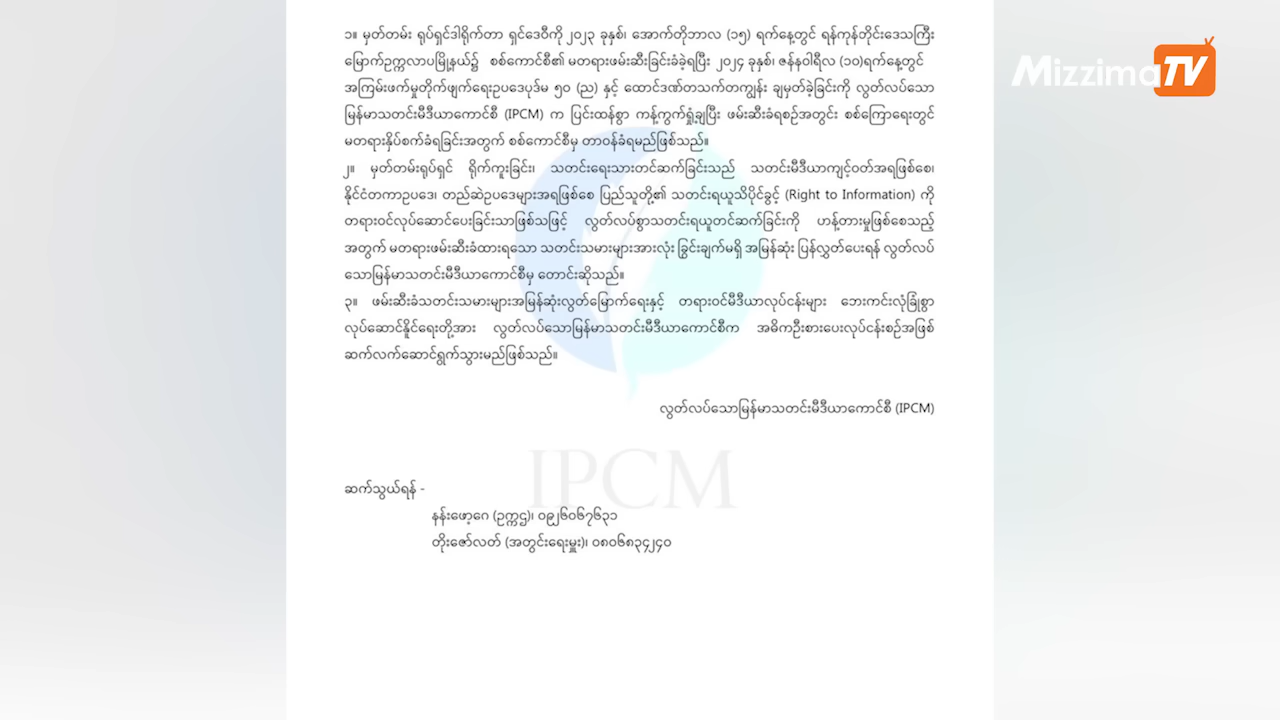 ၁။ မှတ်တမ်း ရုပ်ရှင်ဒါရိုက်တာ ရှင်ဒေဝီကို ၂၀၂၃ ခုနှစ်၊ အောက်တိုဘာလ (၁၅) ရက်နေ့တွင် ရန်ကုန်တိုင်းဒေသကြီး
မြောက်ဥက္ကလာပမြို့နယ်၌ စစ်ကောင်စီ၏ မတရားဖမ်းဆီးခြင်းခံခဲ့ရပြီး ၂၀၂၄ ခုနှစ်၊ ဇန်နဝါရီလ (၁၀)ရက်နေ့တွင်
အကြမ်းဖက်မှုတိုက်ဖျက်ရေးဥပဒေပုဒ်မ ၅၀ (ည) နှင့် ထောင်ဒဏ်တသက်တကျွန်း ချမှတ်ခဲ့ခြင်းကို လွတ်လပ်သော
မြန်မာသတင်းမီဒီယာကောင်စီ (IPCM) က ပြင်းထန်စွာ ကန့်ကွက်ရှုံ့ချပြီး ဖမ်းဆီးခံရစဉ်အတွင်း စစ်ကြောရေးတွင်
မတရားနှိပ်စက်ခံရခြင်းအတွက် စစ်ကောင်စီမှ တာဝန်ခံရမည်ဖြစ်သည်။
၂။ မှတ်တမ်းရုပ်ရှင် ရိုက်ကူးခြင်း၊ သတင်းရေးသားတင်ဆက်ခြင်းသည် သတင်းမီဒီယာကျင့်ဝတ်အရဖြစ်စေ၊
နိုင်ငံတကာဥပဒေ၊ တည်ဆဲဥပဒေများအရဖြစ်စေ ပြည်သူတို့၏ သတင်းရယူသိပိုင်ခွင့် (Right to Information) ကို
တရားဝင်လုပ်ဆောင်ပေးခြင်းသာဖြစ်သဖြင့် လွတ်လပ်စွာသတင်းရယူတင်ဆက်ခြင်းကို ဟန့်တားမှုဖြစ်စေသည့်
အတွက် မတရားဖမ်းဆီးခံထားရသော သတင်းသမားများအားလုံး ခြွင်းချက်မရှိ အမြန်ဆုံး ပြန်လွှတ်ပေးရန် လွတ်လပ်
သောမြန်မာသတင်းမီဒီယာကောင်စီမှ တောင်းဆိုသည်။
၃။ ဖမ်းဆီးခံသတင်းသမားများအမြန်ဆုံးလွတ်မြောက်ရေးနှင့် တရားဝင်မီဒီယာလုပ်ငန်းများ ဘေးကင်းလုံခြုံစွာ
လုပ်ဆောင်နိုင်ရေးတို့အား လွတ်လပ်သောမြန်မာသတင်းမီဒီယာကောင်စီက အဓိကဦးစားပေးလုပ်ငန်းစဉ်အဖြစ်
ဆက်လက်ဆောင်ရွက်သွားမည်ဖြစ်သည်။
လွတ်လပ်သောမြန်မာသတင်းမီဒီယာကောင်စီ (IPCM)
IPCM
ဆက်သွယ်ရန် -
နန်းဖော့ဂေ (ဥက္ကဌ)၊ ၀၉၂၆၀၆၇၆၃၁
တိုးဇော်လတ် (အတွင်းရေးမှူး)၊ ၀၈၀၆၈၃၄၂၄၀
Mizzima TV